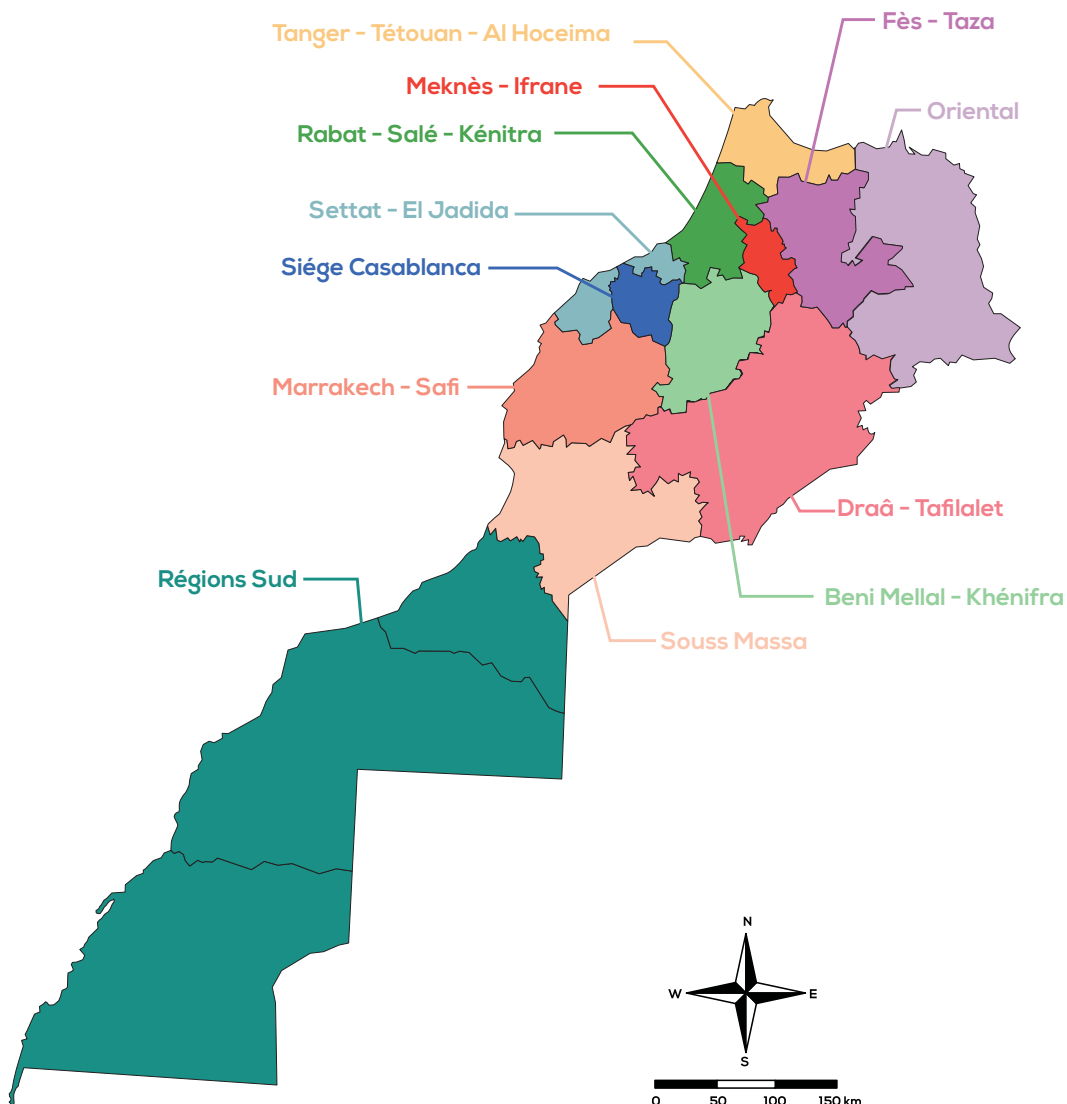 Fès - Taza
Tanger - Tétouan - Al Hoceima
Meknès - Ifrane
Oriental
Rabat - Salé - Kénitra
Settat - El Jadida
Siége Casablanca
Marrakech - Safi
Draâ - Tafilalet
Régions Sud
Beni Mellal - Khénifra
Souss Massa
N
W E
S
0 50 100 150 km